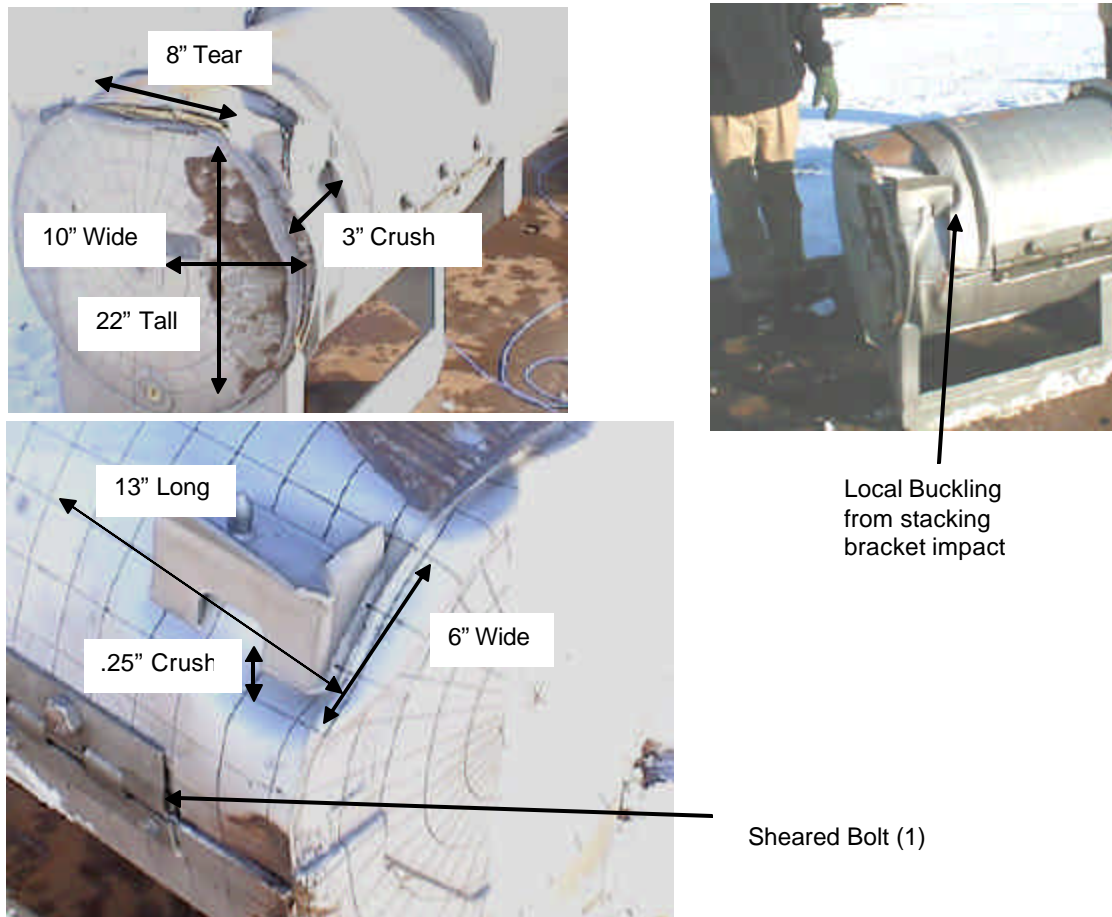 8” Tear
10” Wide
3” Crush
22” Tall
13” Long
6” Wide
.25” Crush
Local Buckling
from stacking
bracket impact
Sheared Bolt (1)